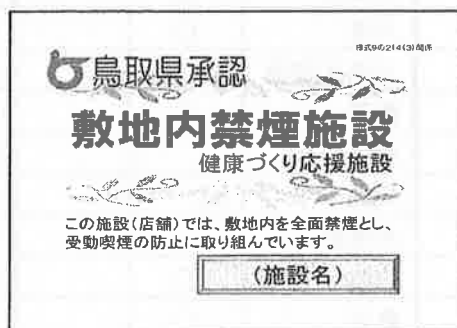 様式9の2(4)(3)関係
鳥取県承認
敷地内禁煙施設
健康づくり応援施設
この施設(店舗)では、敷地内を全面禁煙とし、
受動喫煙の防止に取り組んでいます。
(施設名)